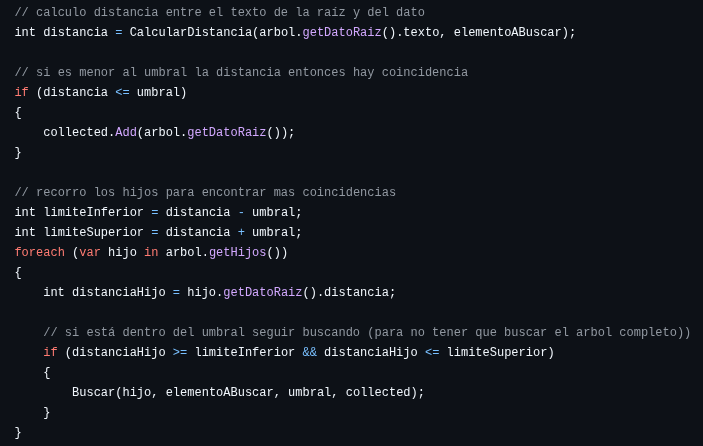 // calculo distancia entre el texto de la raíz y del dato
int distancia = CalcularDistancia(arbol.getDatoRaiz().texto, elementoABuscar);
// si es menor al umbral la distancia entonces hay coincidencia
if (distancia <= umbral)
{
collected.Add(arbol.getDatoRaiz());
}
// recorro los hijos para encontrar mas coincidencias
int limiteInferior = distancia - umbral;
int limiteSuperior = distancia + umbral;
foreach (var hijo in arbol.getHijos())
{
int distanciaHijo = hijo.getDatoRaiz().distancia;
// si está dentro del umbral seguir buscando (para no tener que buscar el arbol completo))
if (distanciaHijo >= limiteInferior && distanciaHijo <= limiteSuperior)
{
Buscar(hijo, elementoABuscar, umbral, collected);
}
}